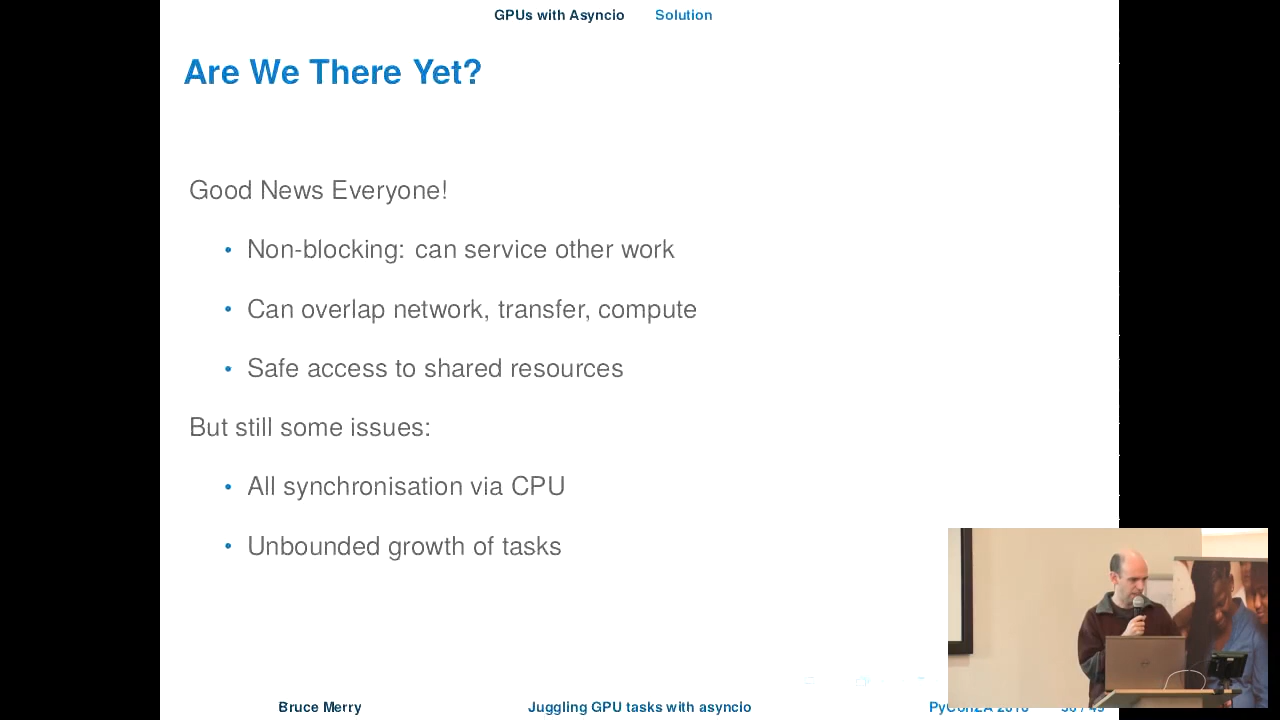 GPUs with Asyncio Solution
Are We There Yet?
Good News Everyone!
• Non-blocking: can service other work
• Can overlap network, transfer, compute
• Safe access to shared resources
But still some issues:
• All synchronisation via CPU
• Unbounded growth of tasks
Bruce Merry Juggling GPU tasks with asyncio